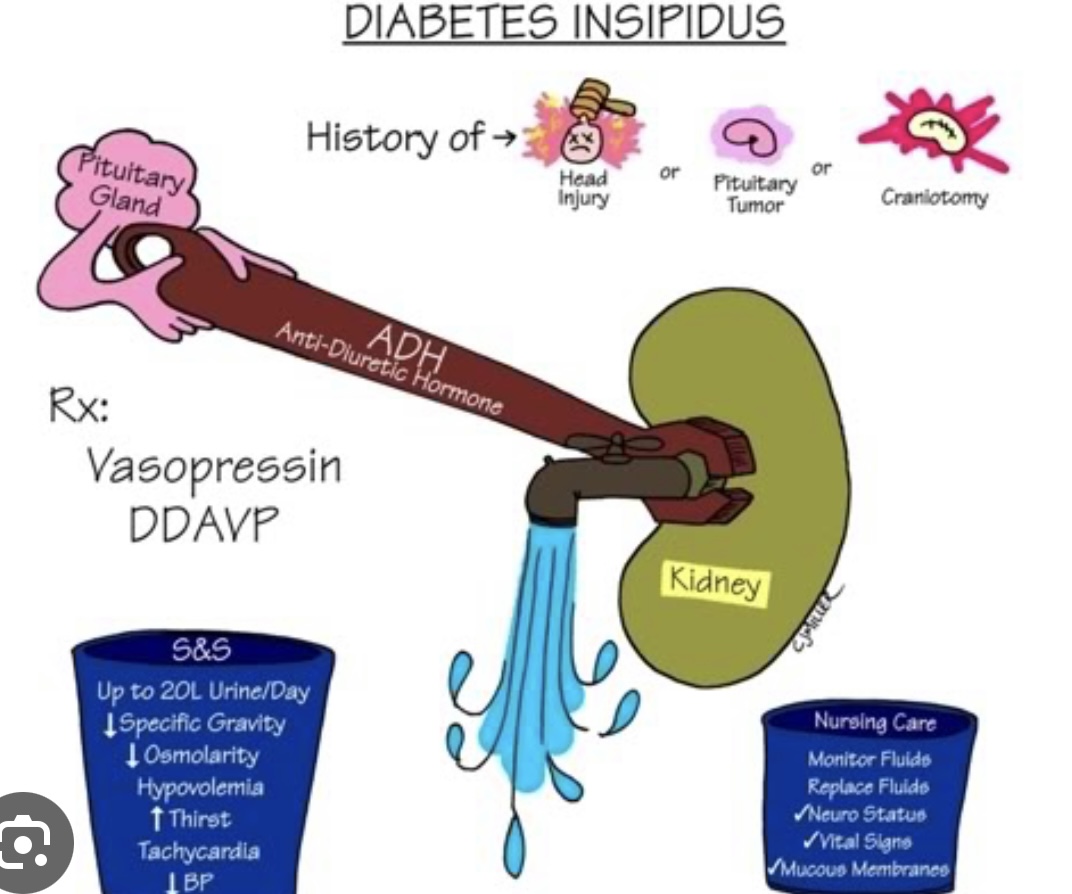 DIABETES INSIPIDUS
History of →
Head
Injury
or
Pituitary
Tumor
or
Craniotomy
Pituitary
Gland
ADH
Anti-Diuretic Hormone
Rx:
Vasopressin
DDAVP
Kidney
CJMILLER
S&S
Up to 20L Urine/Day
↓Specific Gravity
↓Osmolarity
Hypovolemia
↑Thirst
Tachycardia
↓BP
Nursing Care
Monitor Fluids
Replace Fluids
✓Neuro Status
✓Vital Signs
✓Mucous Membranes